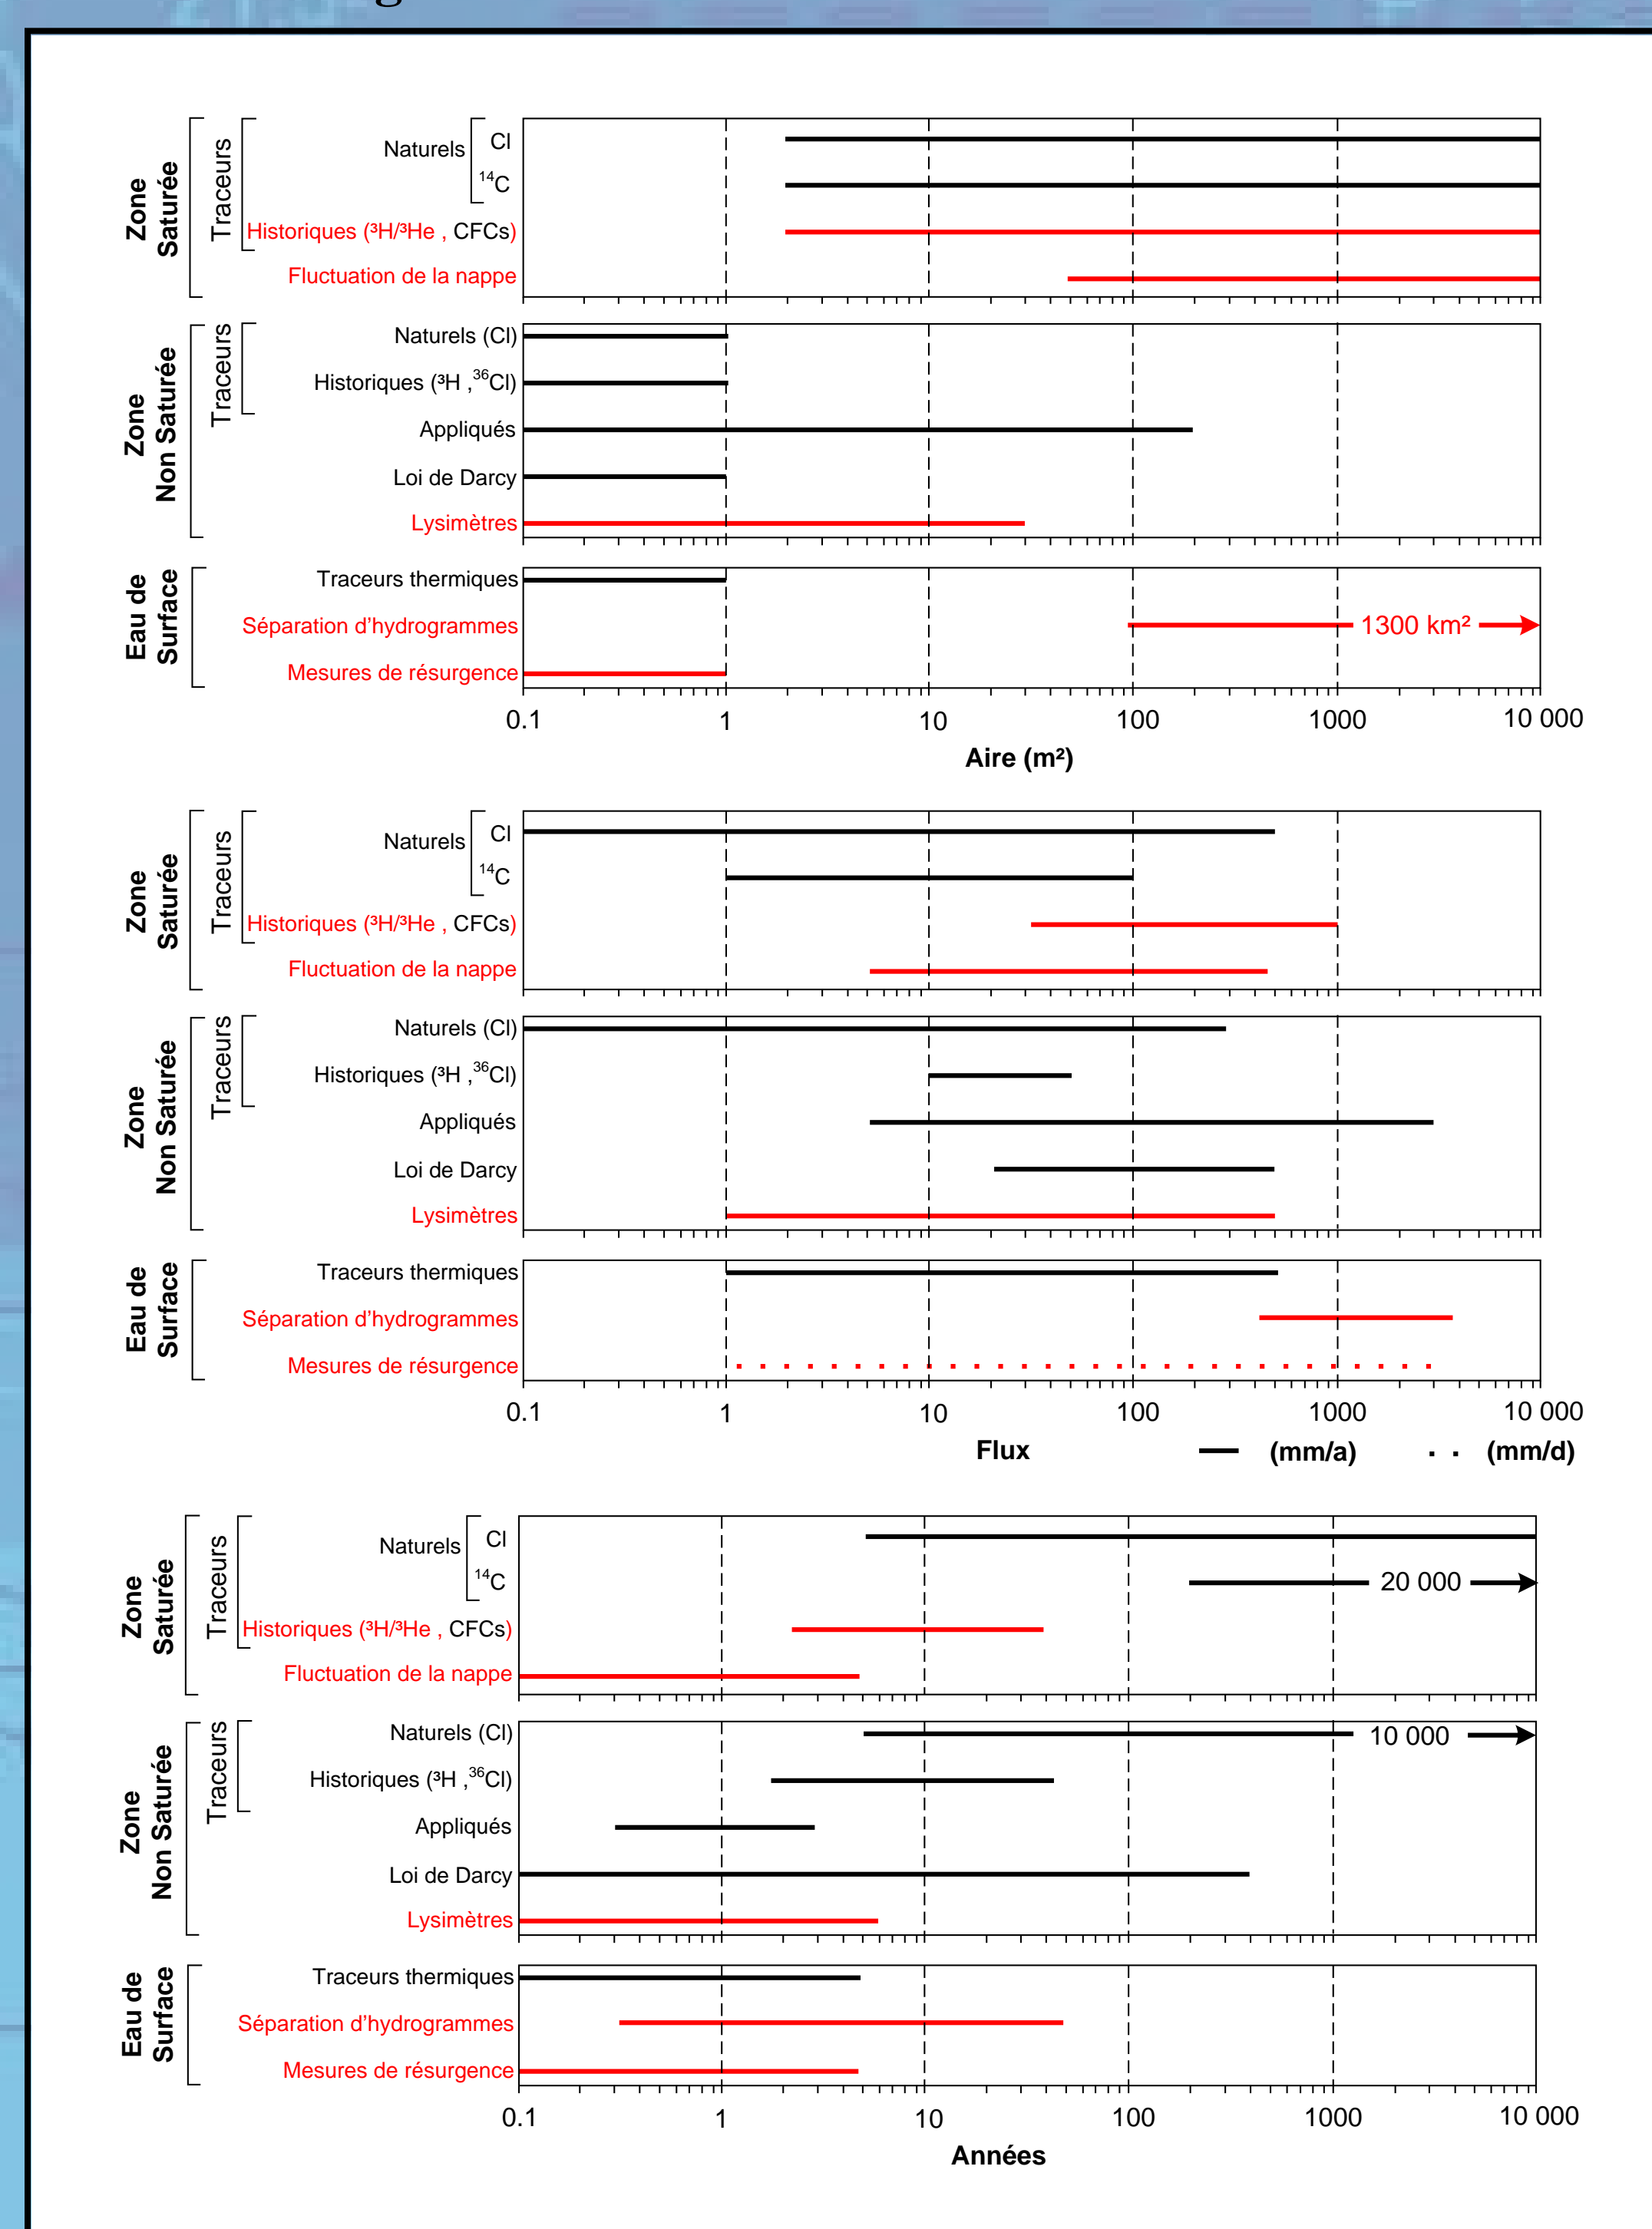 Zone
Saturée
Traceurs
Naturels
Cl
¹⁴C
Historiques (³H/³He , CFCs)
Fluctuation de la nappe
Zone
Non Saturée
Traceurs
Naturels (Cl)
Historiques (³H ,³⁶Cl)
Appliqués
Loi de Darcy
Lysimètres
Eau de
Surface
Traceurs thermiques
Séparation d'hydrogrammes
1300 km²
Mesures de résurgence
0.1 1 10 100 1000 10 000
Aire (m²)
Zone
Saturée
Traceurs
Naturels
Cl
¹⁴C
Historiques (³H/³He , CFCs)
Fluctuation de la nappe
Zone
Non Saturée
Traceurs
Naturels (Cl)
Historiques (³H ,³⁶Cl)
Appliqués
Loi de Darcy
Lysimètres
Eau de
Surface
Traceurs thermiques
Séparation d'hydrogrammes
Mesures de résurgence
0.1 1 10 100 1000 10 000
Flux (mm/a) (mm/d)
Zone
Saturée
Traceurs
Naturels
Cl
¹⁴C
20 000
Historiques (³H/³He , CFCs)
Fluctuation de la nappe
Zone
Non Saturée
Traceurs
Naturels (Cl)
10 000
Historiques (³H ,³⁶Cl)
Appliqués
Loi de Darcy
Lysimètres
Eau de
Surface
Traceurs thermiques
Séparation d'hydrogrammes
Mesures de résurgence
0.1 1 10 100 1000 10 000
Années